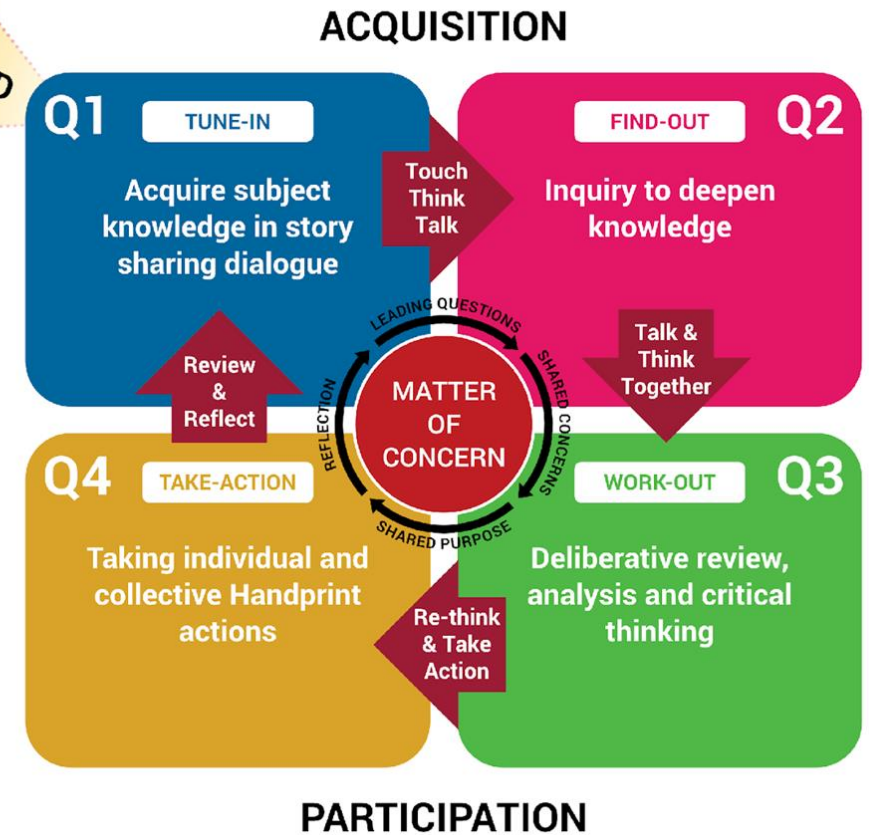 ACQUISITION
D
Q1
TUNE-IN
Acquire subject
knowledge in story
sharing dialogue
Touch
Think
Talk
Q2
FIND-OUT
Inquiry to deepen
knowledge
Talk &
Think
Together
LEADING QUESTIONS
SHARED CONCERNS
SHARED PURPOSE
REFLECTION
MATTER
OF
CONCERN
Review
&
Reflect
Q3
WORK-OUT
Deliberative review,
analysis and critical
thinking
Re-think
& Take
Action
Q4
TAKE-ACTION
Taking individual and
collective Handprint
actions
PARTICIPATION